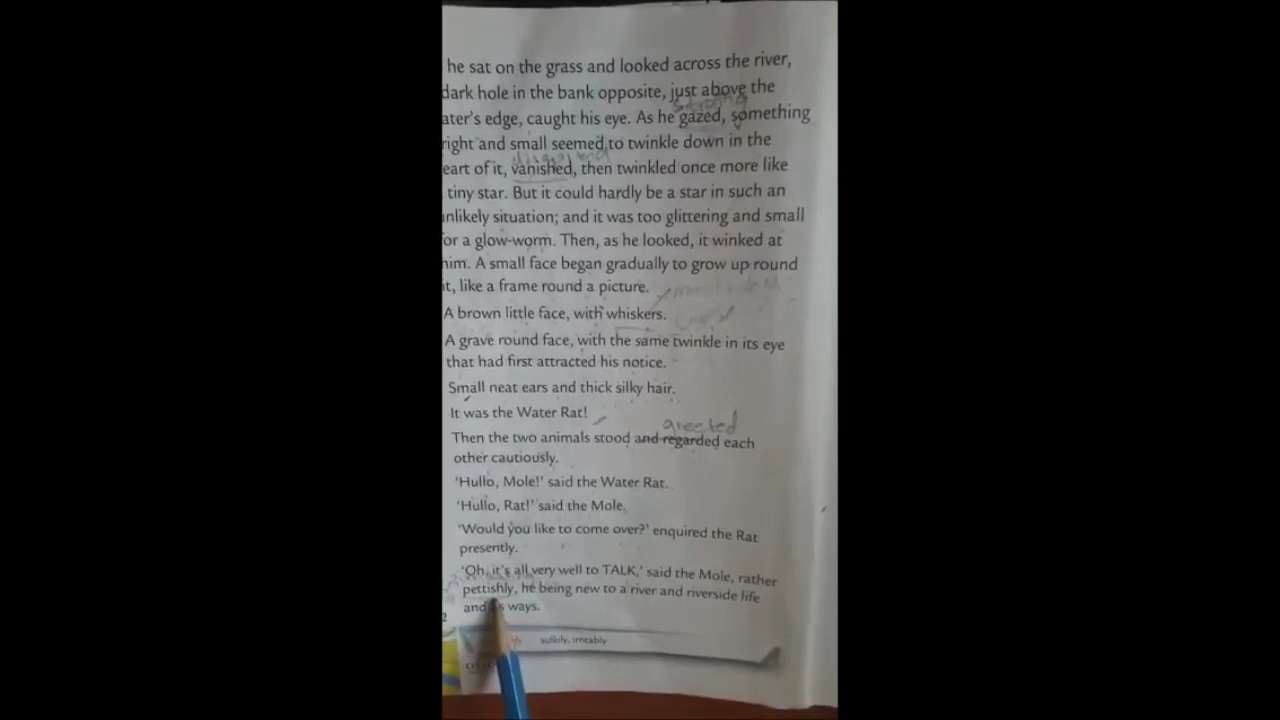 he sat on the grass and looked across the river,
dark hole in the bank opposite, just above the
staring
ater's edge, caught his eye. As he gazed, something
right and small seemed to twinkle down in the
eart of it, vanished, then twinkled once more like
tiny star. But it could hardly be a star in such an
nlikely situation; and it was too glittering and small
or a glow-worm. Then, as he looked, it winked at
him. A small face began gradually to grow up round
it, like a frame round a picture.
A brown little face, with whiskers.
A grave round face, with the same twinkle in its eye
that had first attracted his notice.
Small neat ears and thick silky hair.
It was the Water Rat!
greeted
Then the two animals stood and regarded each
other cautiously.
'Hullo, Mole!' said the Water Rat.
'Hullo, Rat!' said the Mole.
'Would you like to come over?' enquired the Rat
presently.
'Oh, it's all very well to TALK,' said the Mole, rather
pettishly, he being new to a river and riverside life
and ways.
2
sulkily, irritably